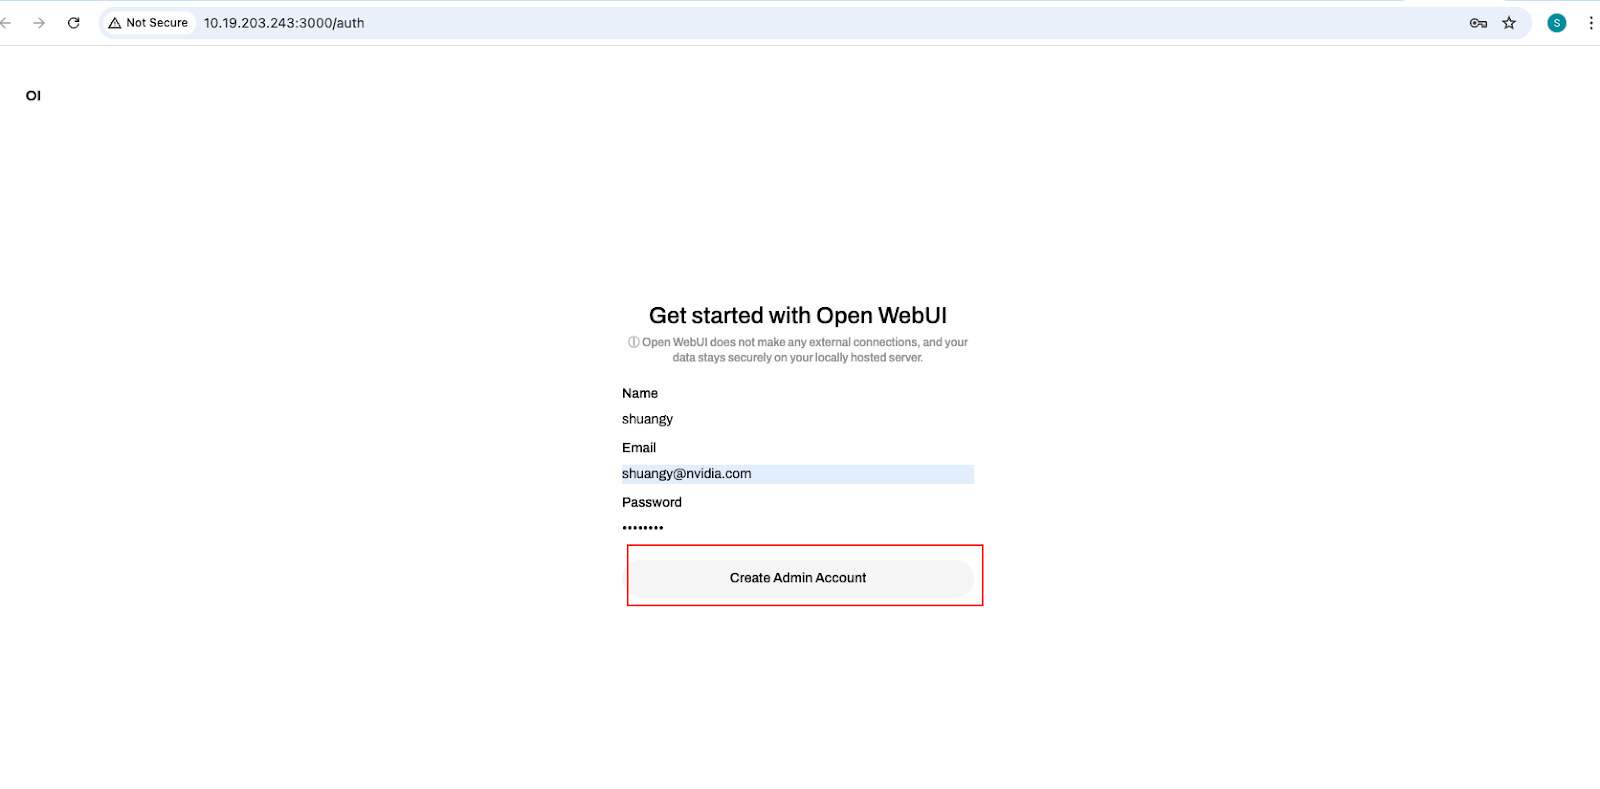 Not Secure 10.19.203.243:3000/auth
S
OI
Get started with Open WebUI
ⓘ Open WebUI does not make any external connections, and your
data stays securely on your locally hosted server.
Name
shuangy
Email
shuangy@nvidia.com
Password
••••••••
Create Admin Account